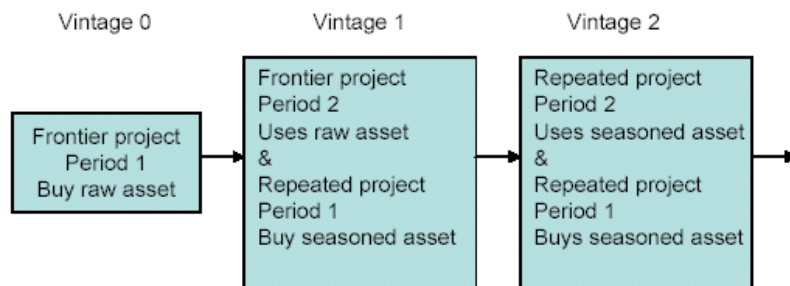 Vintage 0
Vintage 1
Vintage 2
Frontier project
Period 1
Buy raw asset
Frontier project
Period 2
Uses raw asset
&
Repeated project
Period 1
Buy seasoned asset
Repeated project
Period 2
Uses seasoned asset
&
Repeated project
Period 1
Buys seasoned asset